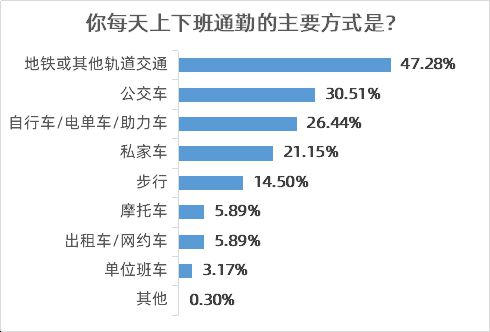 你每天上下班通勤的主要方式是？
地铁或其他轨道交通 47.28%
公交车 30.51%
自行车/电单车/助力车 26.44%
私家车 21.15%
步行 14.50%
摩托车 5.89%
出租车/网约车 5.89%
单位班车 3.17%
其他 0.30%